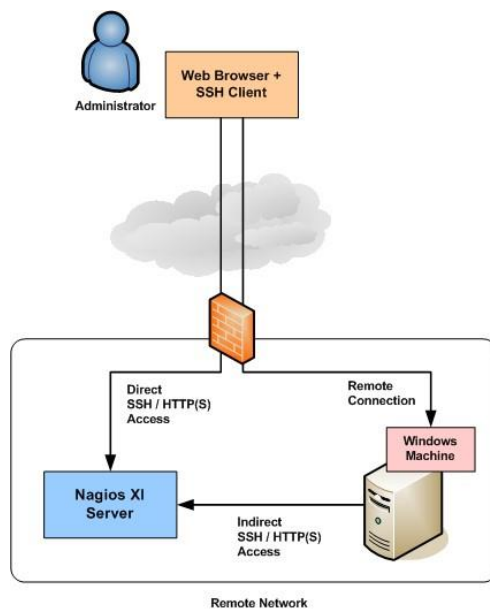 Administrator
Web Browser +
SSH Client
Direct
SSH / HTTP(S)
Access
Remote
Connection
Windows
Machine
Nagios XI
Server
Indirect
SSH / HTTP(S)
Access
Remote Network